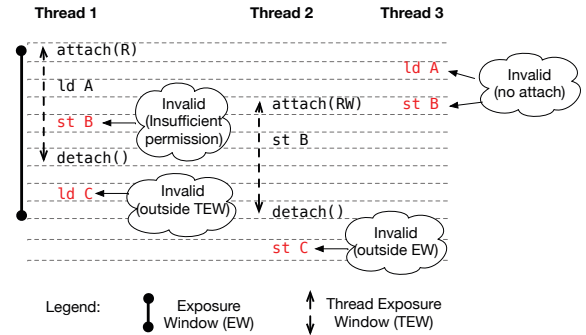 Thread 1
Thread 2
Thread 3
attach(R)
ld A
ld A
Invalid
(no attach)
Invalid
(Insufficient
permission)
attach(RW)
st B
st B
st B
detach()
ld C
Invalid
(outside TEW)
detach()
Invalid
(outside EW)
st C
Legend:
Exposure
Window (EW)
Thread Exposure
Window (TEW)